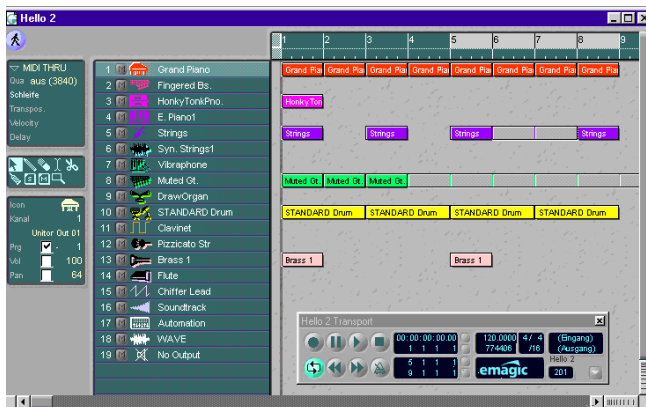 Hello 2
1 2 3 4 5 6 7 8 9
MIDI THRU
Qua aus (3840)
Schleife
Transpos.
Velocity
Delay
Icon
Kanal 1
Unitor Out 01
Prg - 1
Vol 100
Pan 64
1 M Grand Piano
2 M Fingered Bs.
3 M HonkyTonkPno.
4 M E. Piano1
5 M Strings
6 M Syn. Strings1
7 M Vibraphone
8 M Muted Gt.
9 M DrawOrgan
10 M STANDARD Drum
11 M Clavinet
12 M Pizzicato Str
13 M Brass 1
14 M Flute
15 M Chiffer Lead
16 M Soundtrack
17 M Automation
18 M WAVE
19 M No Output
Grand Pia Grand Pia Grand Pia Grand Pia Grand Pia Grand Pia Grand Pia Grand Pia
HonkyTon
Strings Strings Strings Strings
Muted Gt. Muted Gt. Muted Gt.
STANDARD Drum STANDARD Drum STANDARD Drum STANDARD Drum
Brass 1 Brass 1
Hello 2 Transport
00:00:00:00.00 120.0000 4/ 4 (Eingang)
1 1 1 1 774406 /16 (Ausgang)
5 1 1 1 Hello 2
9 1 1 1 emagic 201